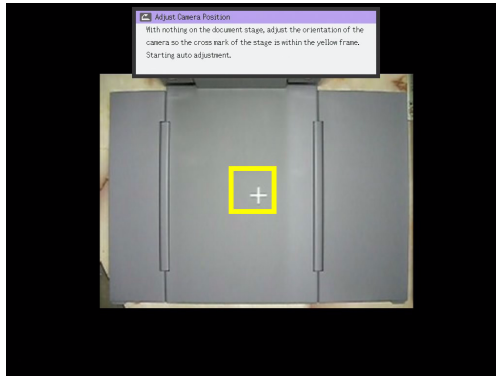 Adjust Camera Position
With nothing on the document stage, adjust the orientation of the
camera so the cross mark of the stage is within the yellow frame.
Starting auto adjustment.